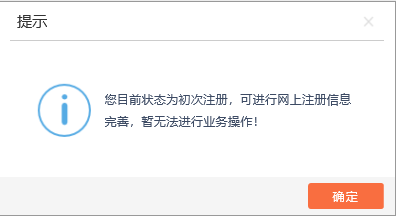 提示
您目前状态为初次注册，可进行网上注册信息
完善，暂无法进行业务操作！
确定